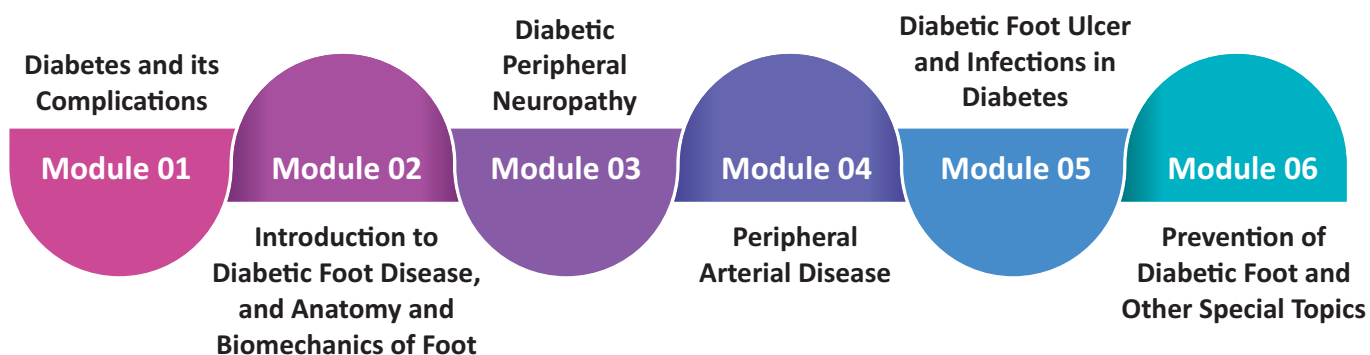 Diabetes and its
Complications
Module 01
Module 02
Introduction to
Diabetic Foot Disease,
and Anatomy and
Biomechanics of Foot
Diabetic
Peripheral
Neuropathy
Module 03
Module 04
Peripheral
Arterial Disease
Diabetic Foot Ulcer
and Infections in
Diabetes
Module 05
Module 06
Prevention of
Diabetic Foot and
Other Special Topics